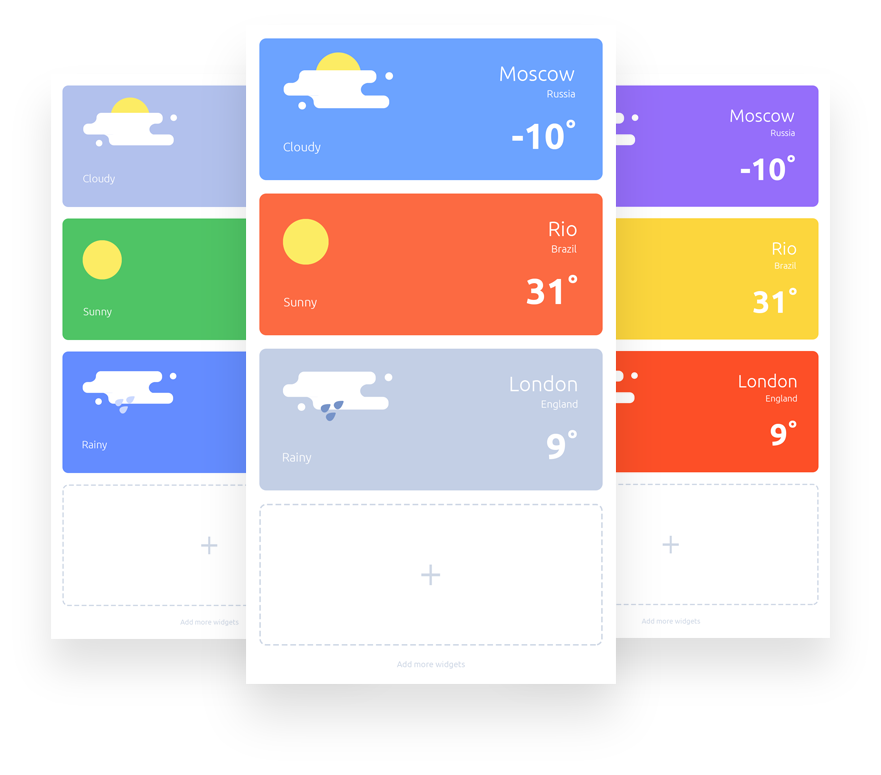 Cloudy
Sunny
Rainy
Add more widgets
Moscow
Russia
-10°
Cloudy
Rio
Brazil
31°
Sunny
London
England
9°
Rainy
Add more widgets
Moscow
Russia
-10°
Rio
Brazil
31°
London
England
9°
Add more widgets